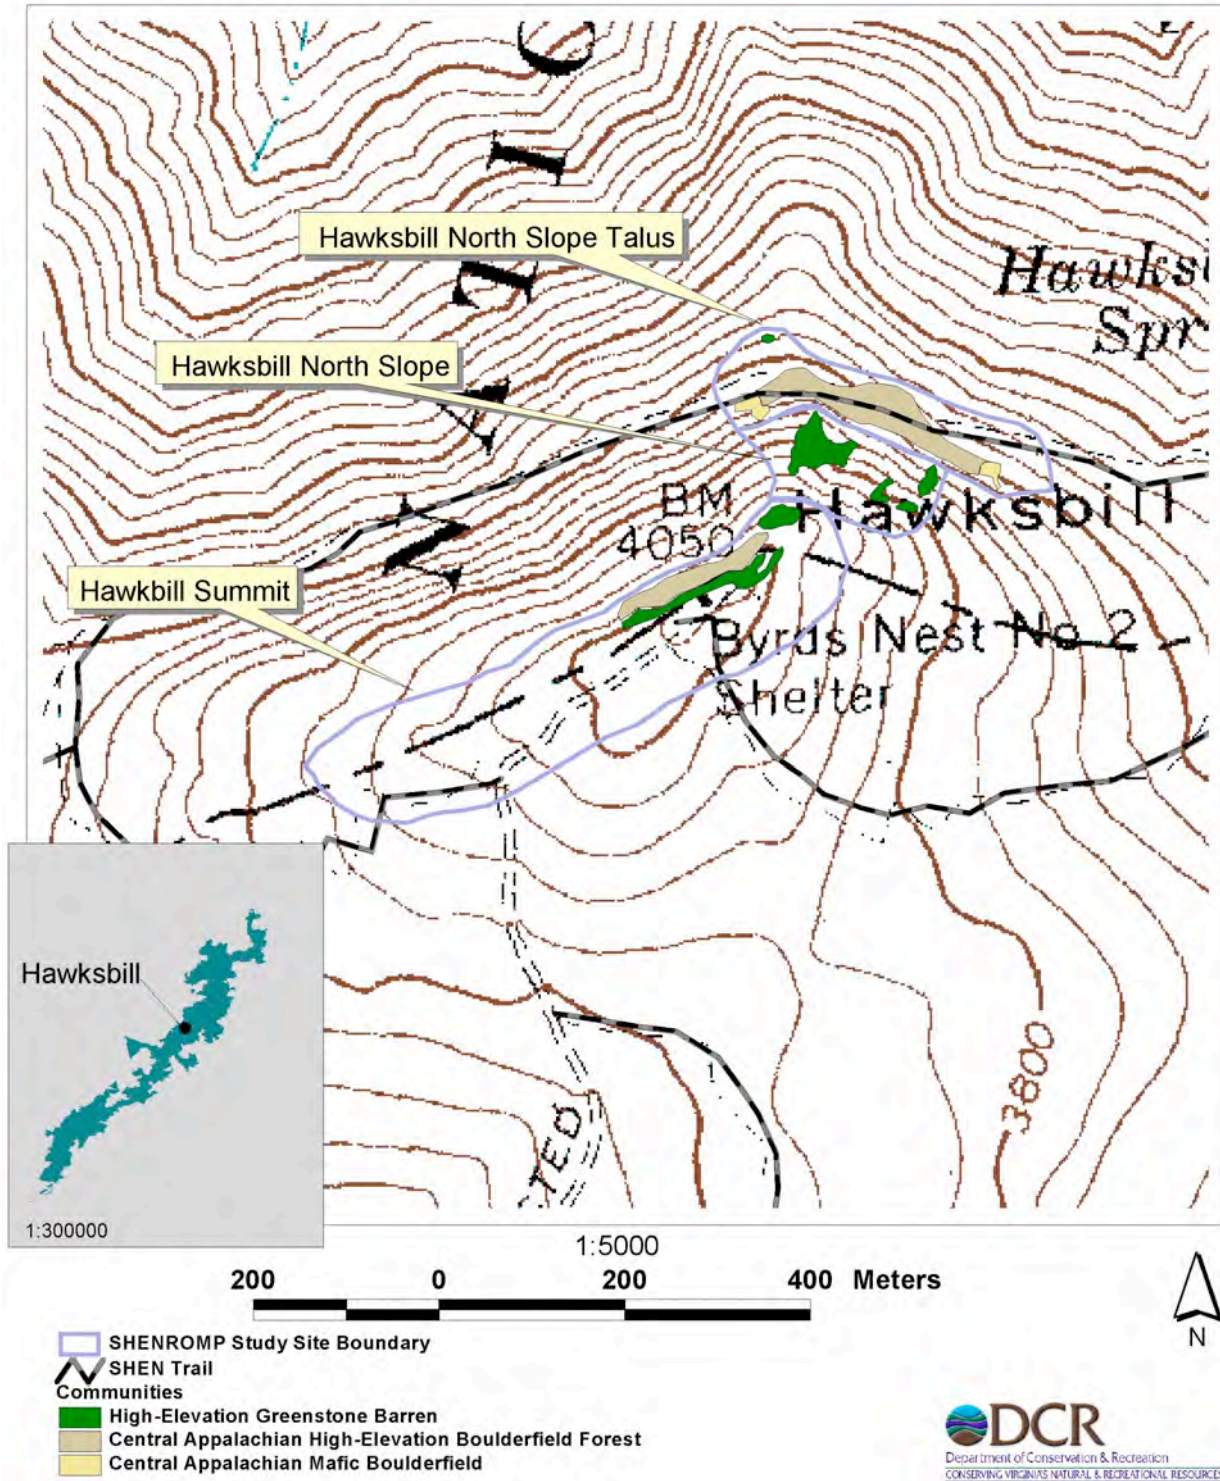 Hawksbill North Slope Talus
Hawksbill North Slope
Hawkbill Summit
BM
4050
Hawksbill
Byrds Nest No 2
Shelter
3800
Hawksbill
1:300000
1:5000
200 0 200 400 Meters
N
SHENROMP Study Site Boundary
SHEN Trail
Communities
High-Elevation Greenstone Barren
Central Appalachian High-Elevation Boulderfield Forest
Central Appalachian Mafic Boulderfield
DCR
Department of Conservation & Recreation
CONSERVING VIRGINIA'S NATURAL & RECREATIONAL RESOURCES